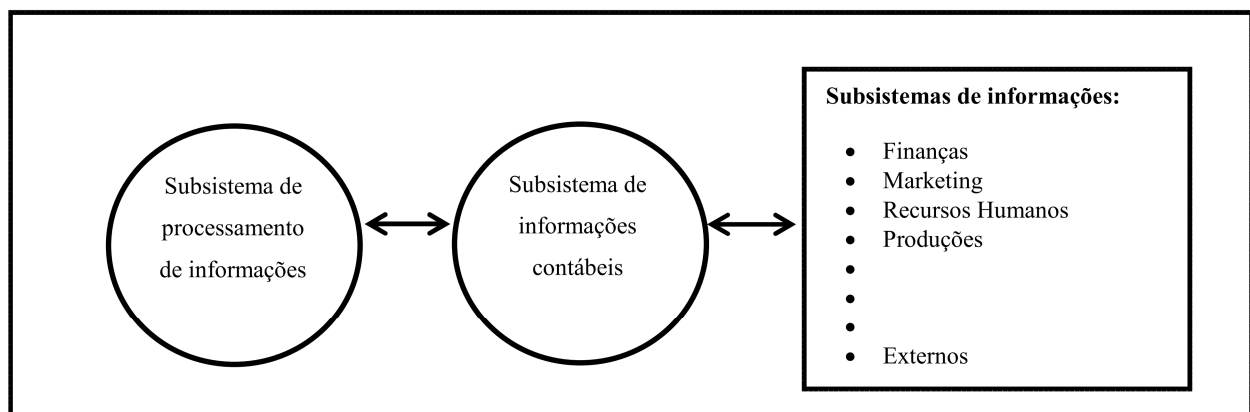 Subsistema de
processamento
de informações
Subsistema de
informações
contábeis
Subsistemas de informações:
• Finanças
• Marketing
• Recursos Humanos
• Produções
•
•
•
• Externos